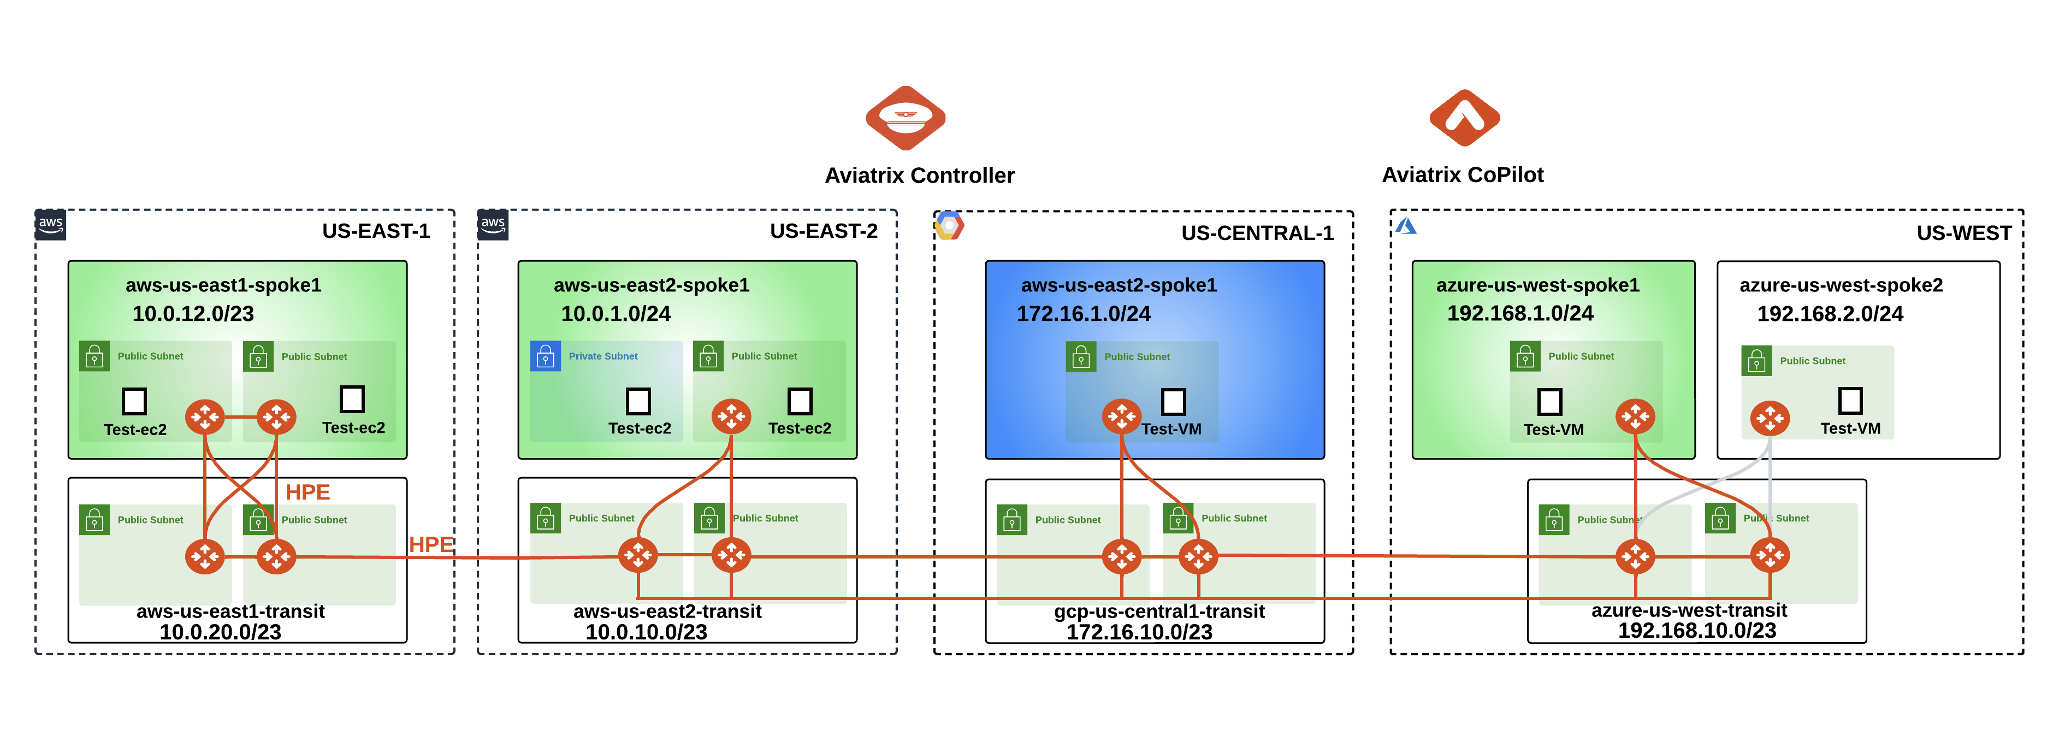 Aviatrix Controller
Aviatrix CoPilot
aws
US-EAST-1
aws-us-east1-spoke1
10.0.12.0/23
Public Subnet
Public Subnet
Test-ec2
Test-ec2
HPE
Public Subnet
Public Subnet
aws-us-east1-transit
10.0.20.0/23
HPE
aws
US-EAST-2
aws-us-east2-spoke1
10.0.1.0/24
Private Subnet
Public Subnet
Test-ec2
Test-ec2
Public Subnet
Public Subnet
aws-us-east2-transit
10.0.10.0/23
US-CENTRAL-1
aws-us-east2-spoke1
172.16.1.0/24
Public Subnet
Test-VM
Public Subnet
Public Subnet
gcp-us-central1-transit
172.16.10.0/23
US-WEST
azure-us-west-spoke1
192.168.1.0/24
Public Subnet
Test-VM
azure-us-west-spoke2
192.168.2.0/24
Public Subnet
Test-VM
Public Subnet
Public Subnet
azure-us-west-transit
192.168.10.0/23